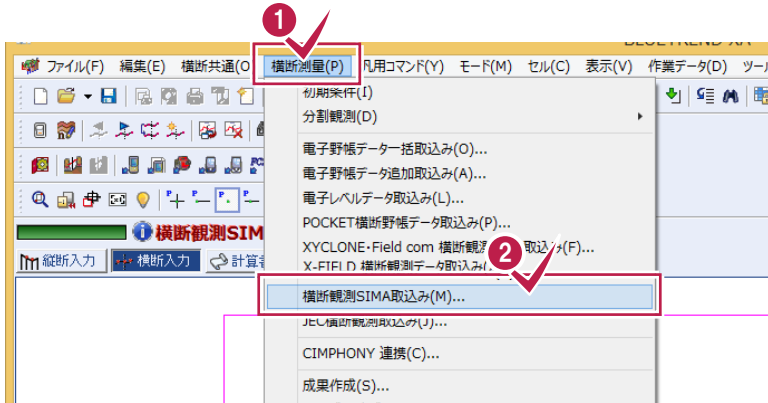 1
ファイル(F) 編集(E) 横断共通(O 横断測量(P) 汎用コマンド(Y) モード(M) セル(C) 表示(V) 作業データ(D) ツー
初期条件(I)
分割観測(D)
電子野帳データ一括取込み(O)...
電子野帳データ追加取込み(A)...
電子レベルデータ取込み(L)...
POCKET横断野帳データ取込み(P)...
横断観測SIM
XYCLONE・Field com 横断観測 取込み(F)...
2
縦断入力 横断入力 計算書
X-FIELD 横断観測データ取込み
横断観測SIMA取込み(M)...
JEC横断観測取込み(J)...
CIMPHONY 連携(C)...
成果作成(S)...